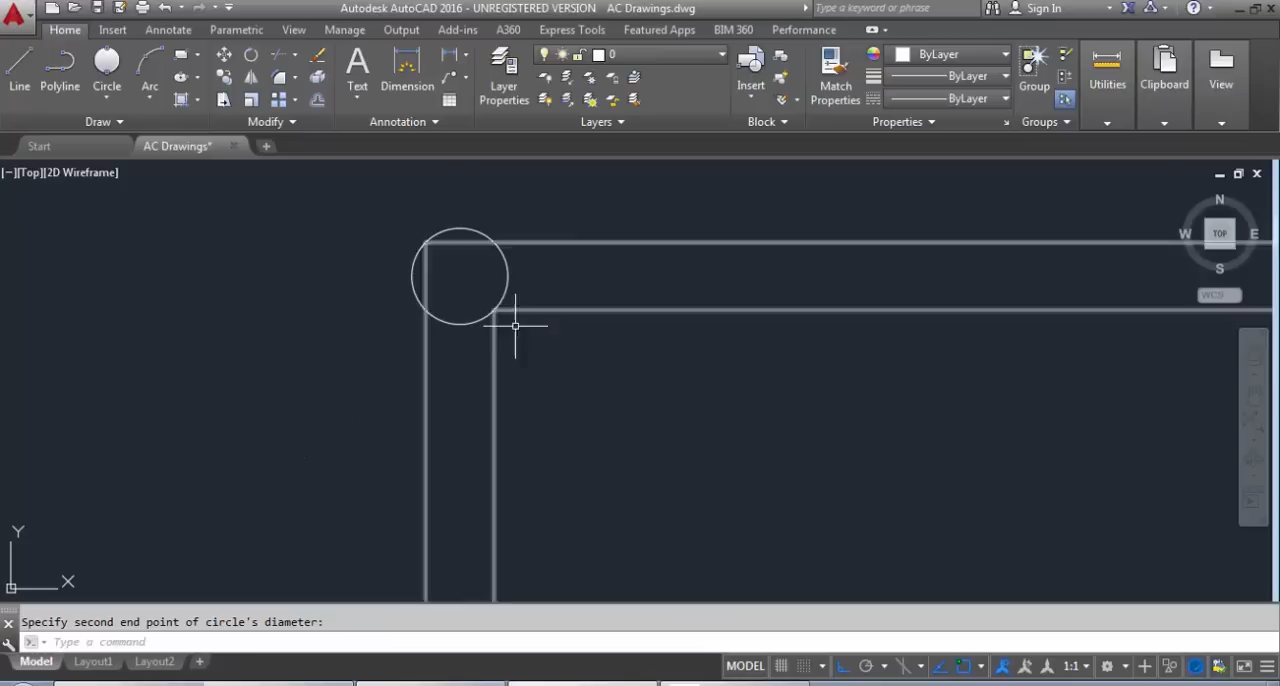 Autodesk AutoCAD 2016 - UNREGISTERED VERSION AC Drawings.dwg Type a keyword or phrase Sign In
Home Insert Annotate Parametric View Manage Output Add-ins A360 Express Tools Featured Apps BIM 360 Performance
0 ByLayer
ByLayer
ByLayer
Line Polyline Circle Arc Text Dimension Layer Properties Insert Match Properties Group Utilities Clipboard View
Draw Modify Annotation Layers Block Properties Groups
Start AC Drawings*
[−][Top][2D Wireframe]
N
W TOP E
S
WCS
Y
X
Specify second end point of circle's diameter:
Type a command
Model Layout1 Layout2 + MODEL 1:1